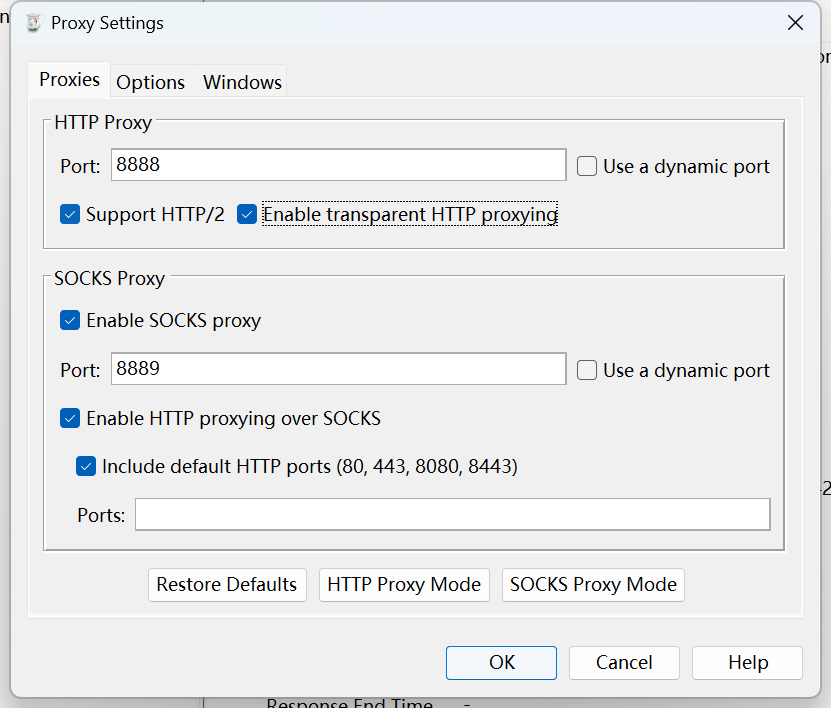 Proxy Settings
Proxies Options Windows
HTTP Proxy
Port: 8888 Use a dynamic port
Support HTTP/2 Enable transparent HTTP proxying
SOCKS Proxy
Enable SOCKS proxy
Port: 8889 Use a dynamic port
Enable HTTP proxying over SOCKS
Include default HTTP ports (80, 443, 8080, 8443)
Ports:
Restore Defaults HTTP Proxy Mode SOCKS Proxy Mode
OK Cancel Help
Response End Time -